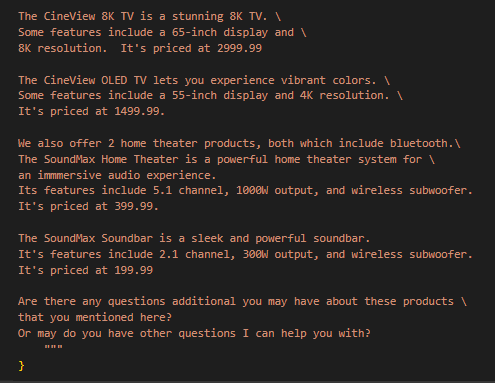 The CineView 8K TV is a stunning 8K TV. \
Some features include a 65-inch display and \
8K resolution.  It's priced at 2999.99
The CineView OLED TV lets you experience vibrant colors. \
Some features include a 55-inch display and 4K resolution. \
It's priced at 1499.99.
We also offer 2 home theater products, both which include bluetooth.\
The SoundMax Home Theater is a powerful home theater system for \
an immmersive audio experience.
Its features include 5.1 channel, 1000W output, and wireless subwoofer.
It's priced at 399.99.
The SoundMax Soundbar is a sleek and powerful soundbar.
It's features include 2.1 channel, 300W output, and wireless subwoofer.
It's priced at 199.99
Are there any questions additional you may have about these products \
that you mentioned here?
Or may do you have other questions I can help you with?
"""
}